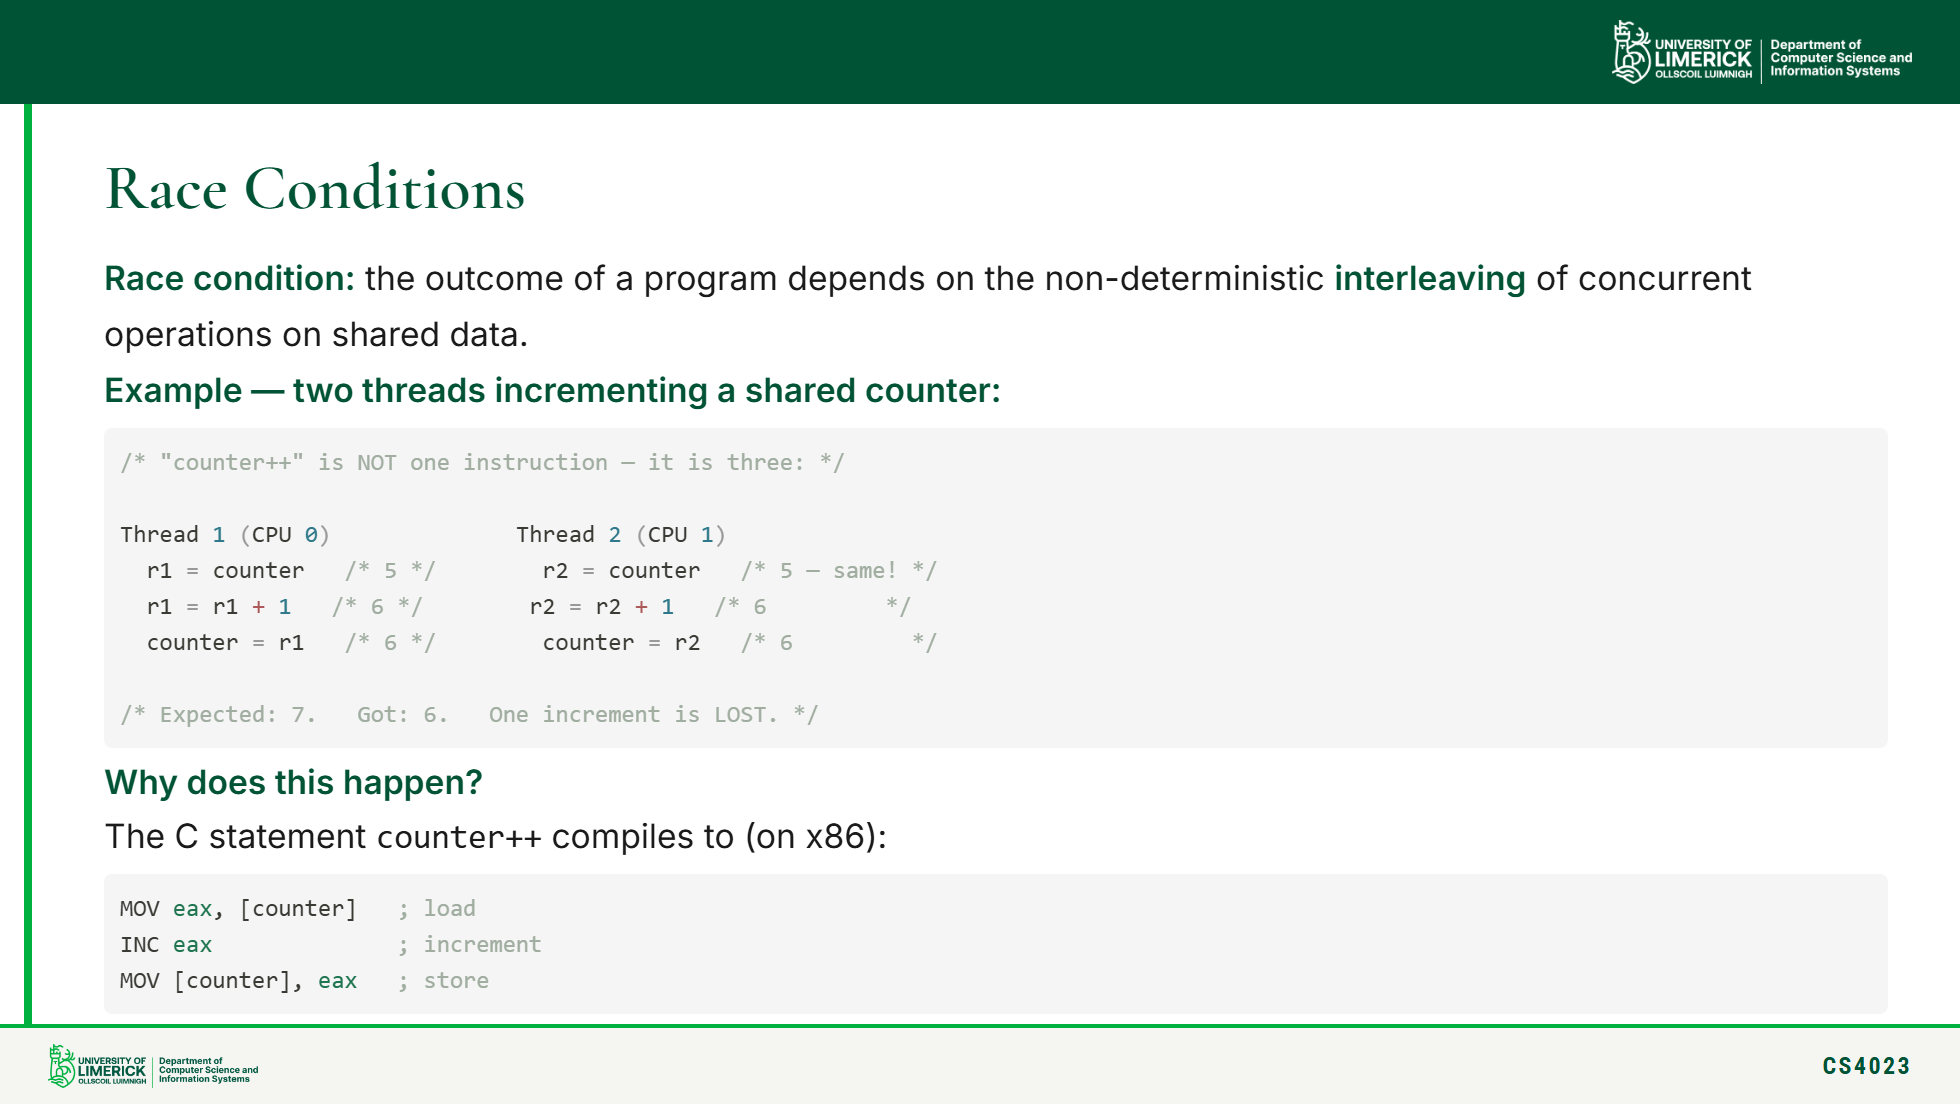 UNIVERSITY OF
LIMERICK
OLLSCOIL LUIMNIGH
Department of
Computer Science and
Information Systems
Race Conditions
Race condition: the outcome of a program depends on the non-deterministic interleaving of concurrent
operations on shared data.
Example — two threads incrementing a shared counter:
/* "counter++" is NOT one instruction — it is three: */
Thread 1 (CPU 0)              Thread 2 (CPU 1)
  r1 = counter   /* 5 */        r2 = counter   /* 5 — same! */
  r1 = r1 + 1   /* 6 */        r2 = r2 + 1   /* 6         */
  counter = r1   /* 6 */        counter = r2   /* 6         */
/* Expected: 7.   Got: 6.   One increment is LOST. */
Why does this happen?
The C statement counter++ compiles to (on x86):
MOV eax, [counter]   ; load
INC eax              ; increment
MOV [counter], eax   ; store
UNIVERSITY OF
LIMERICK
OLLSCOIL LUIMNIGH
Department of
Computer Science and
Information Systems
CS4023